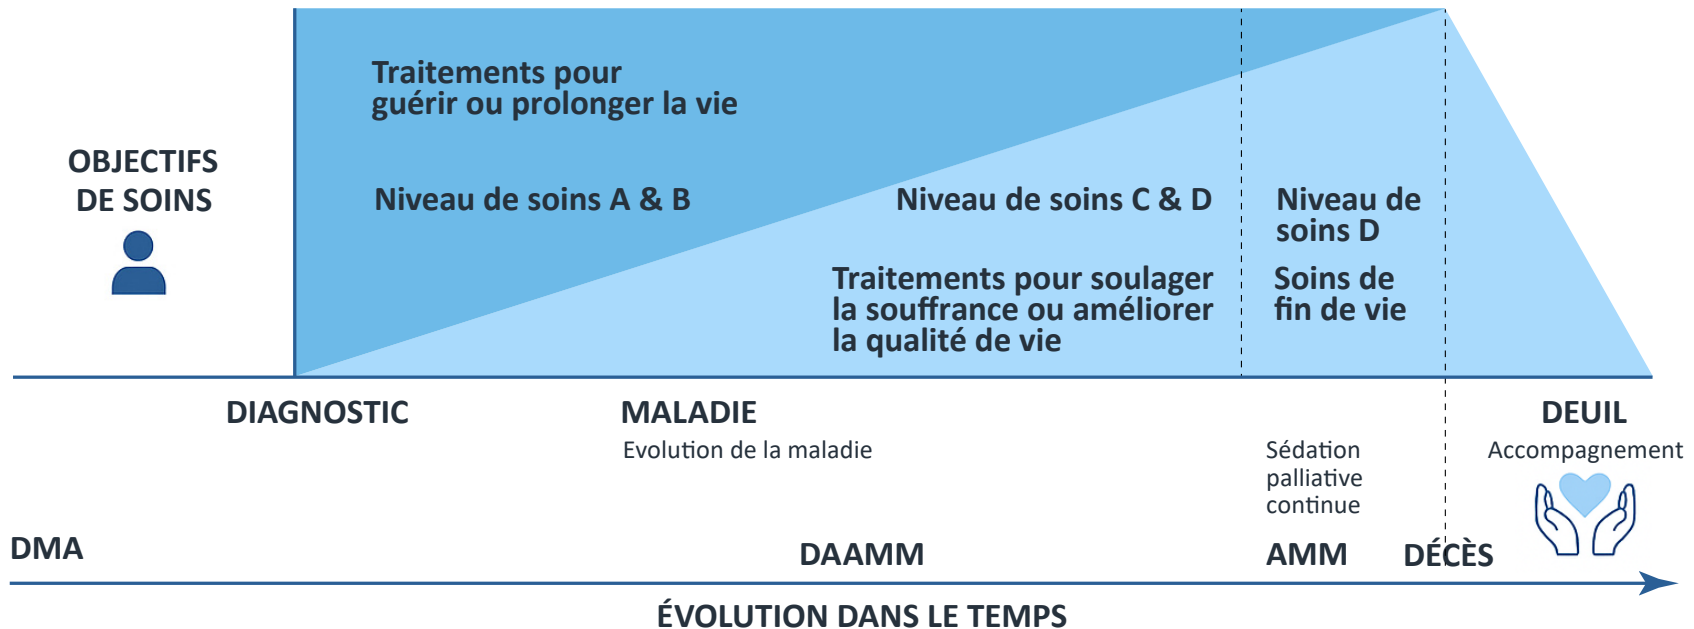 Traitements pour
guérir ou prolonger la vie
OBJECTIFS
DE SOINS
Niveau de soins A & B
Niveau de soins C & D
Niveau de
soins D
Traitements pour soulager
la souffrance ou améliorer
la qualité de vie
Soins de
fin de vie
DIAGNOSTIC
MALADIE
Evolution de la maladie
DEUIL
Accompagnement
Sédation
palliative
continue
DMA
DAAMM
AMM
DÉCÈS
ÉVOLUTION DANS LE TEMPS